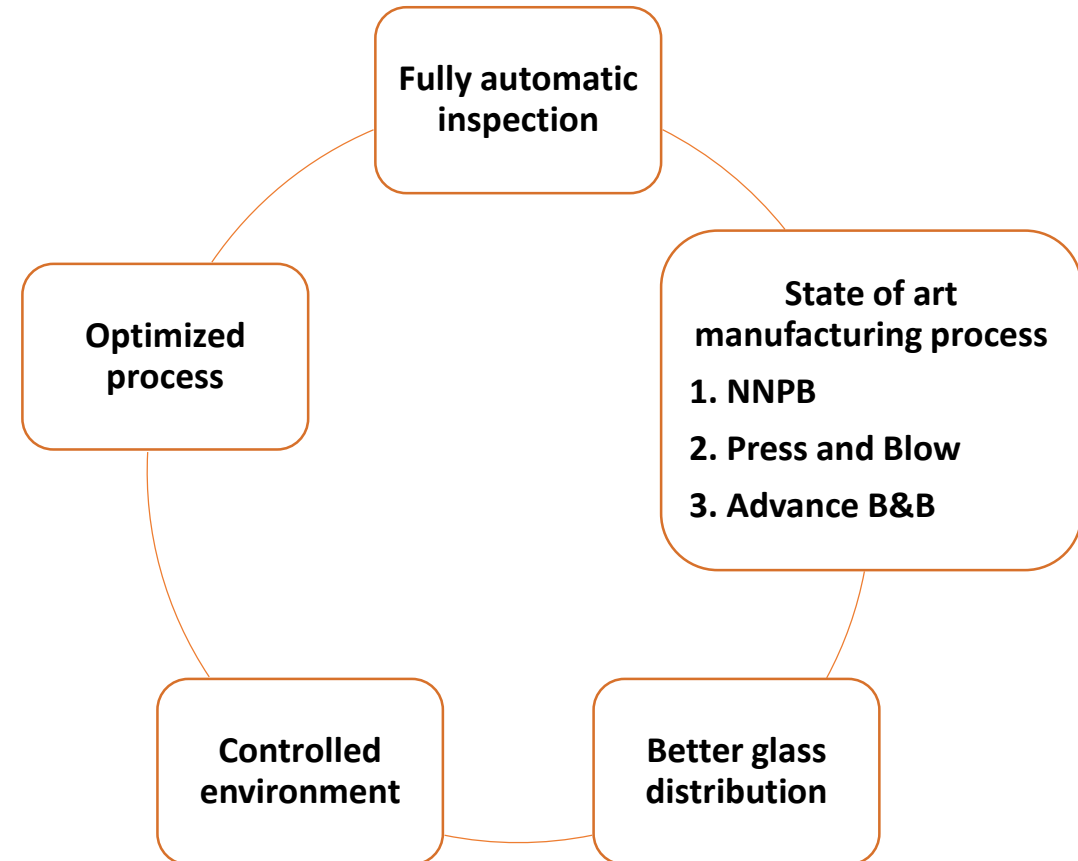 Fully automatic
inspection
State of art
manufacturing process
1. NNPB
2. Press and Blow
3. Advance B&B
Better glass
distribution
Controlled
environment
Optimized
process